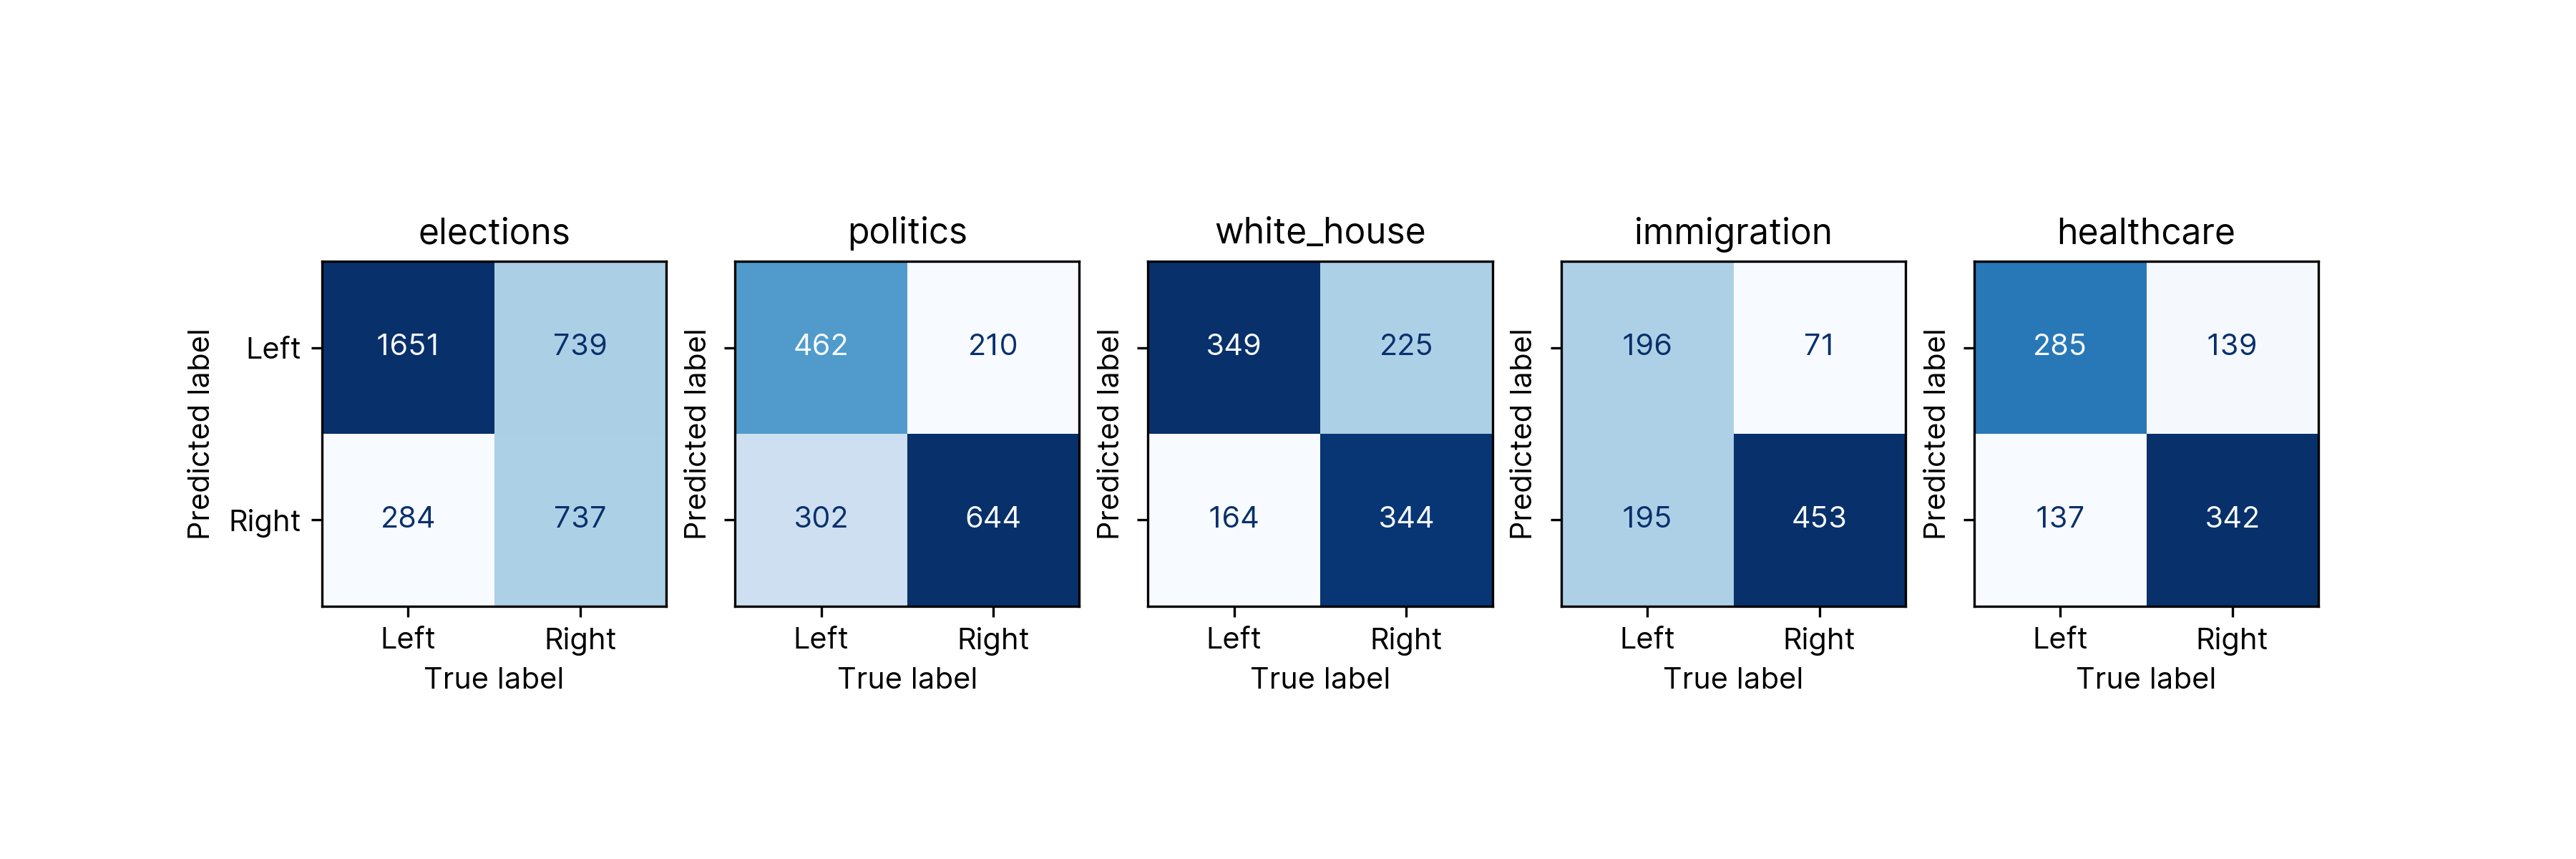 elections
Predicted label
Left
Right
1651
739
284
737
Left
Right
True label
politics
Predicted label
462
210
302
644
Left
Right
True label
white_house
Predicted label
349
225
164
344
Left
Right
True label
immigration
Predicted label
196
71
195
453
Left
Right
True label
healthcare
Predicted label
285
139
137
342
Left
Right
True label